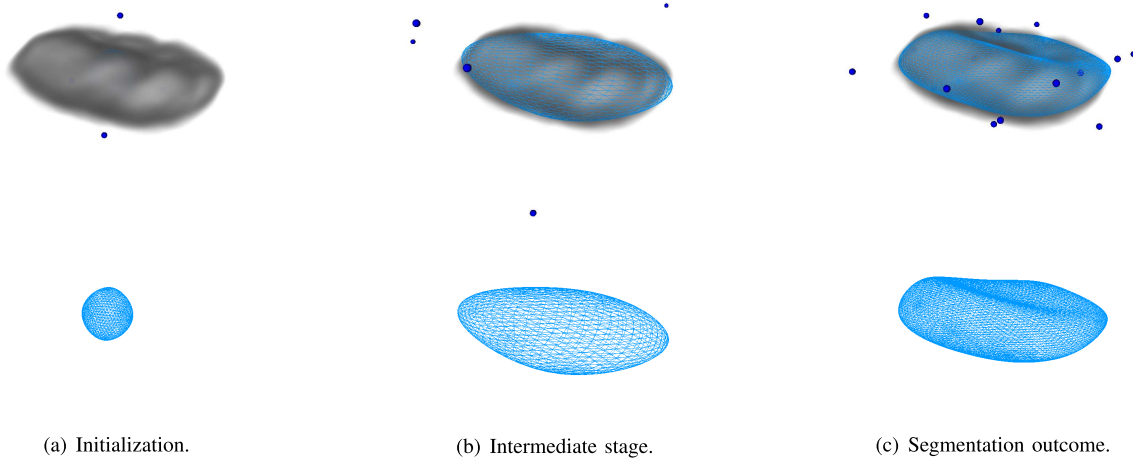 (a) Initialization.
(b) Intermediate stage.
(c) Segmentation outcome.